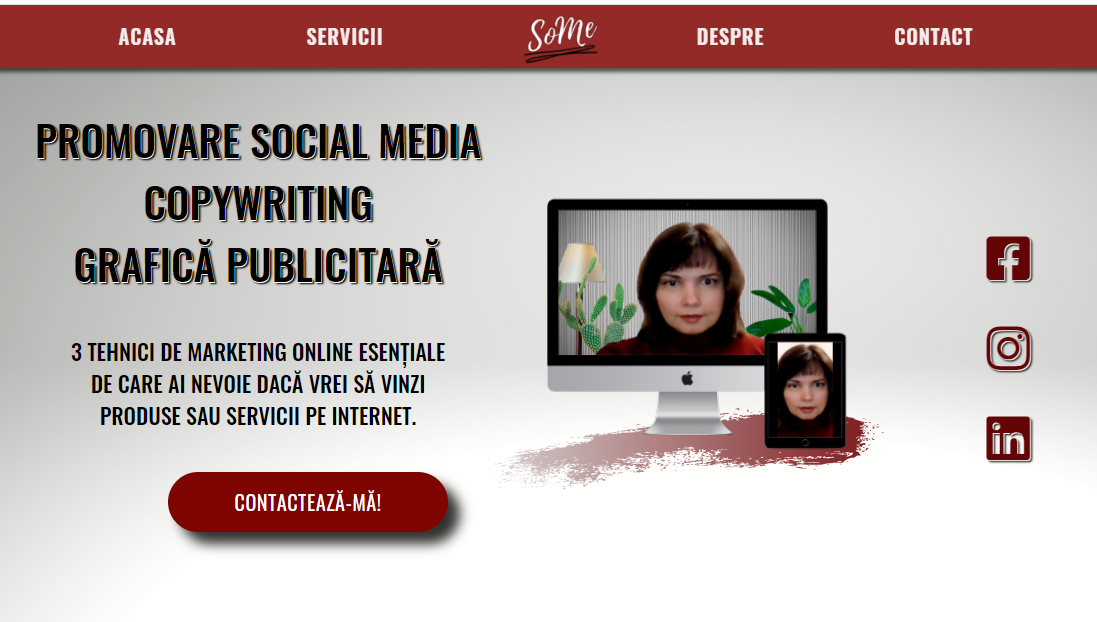 ACASA
SERVICII
SoMe
DESPRE
CONTACT
PROMOVARE SOCIAL MEDIA
COPYWRITING
GRAFICĂ PUBLICITARĂ
3 TEHNICI DE MARKETING ONLINE ESENȚIALE
DE CARE AI NEVOIE DACĂ VREI SĂ VINZI
PRODUSE SAU SERVICII PE INTERNET.
CONTACTEAZĂ-MĂ!
f
in